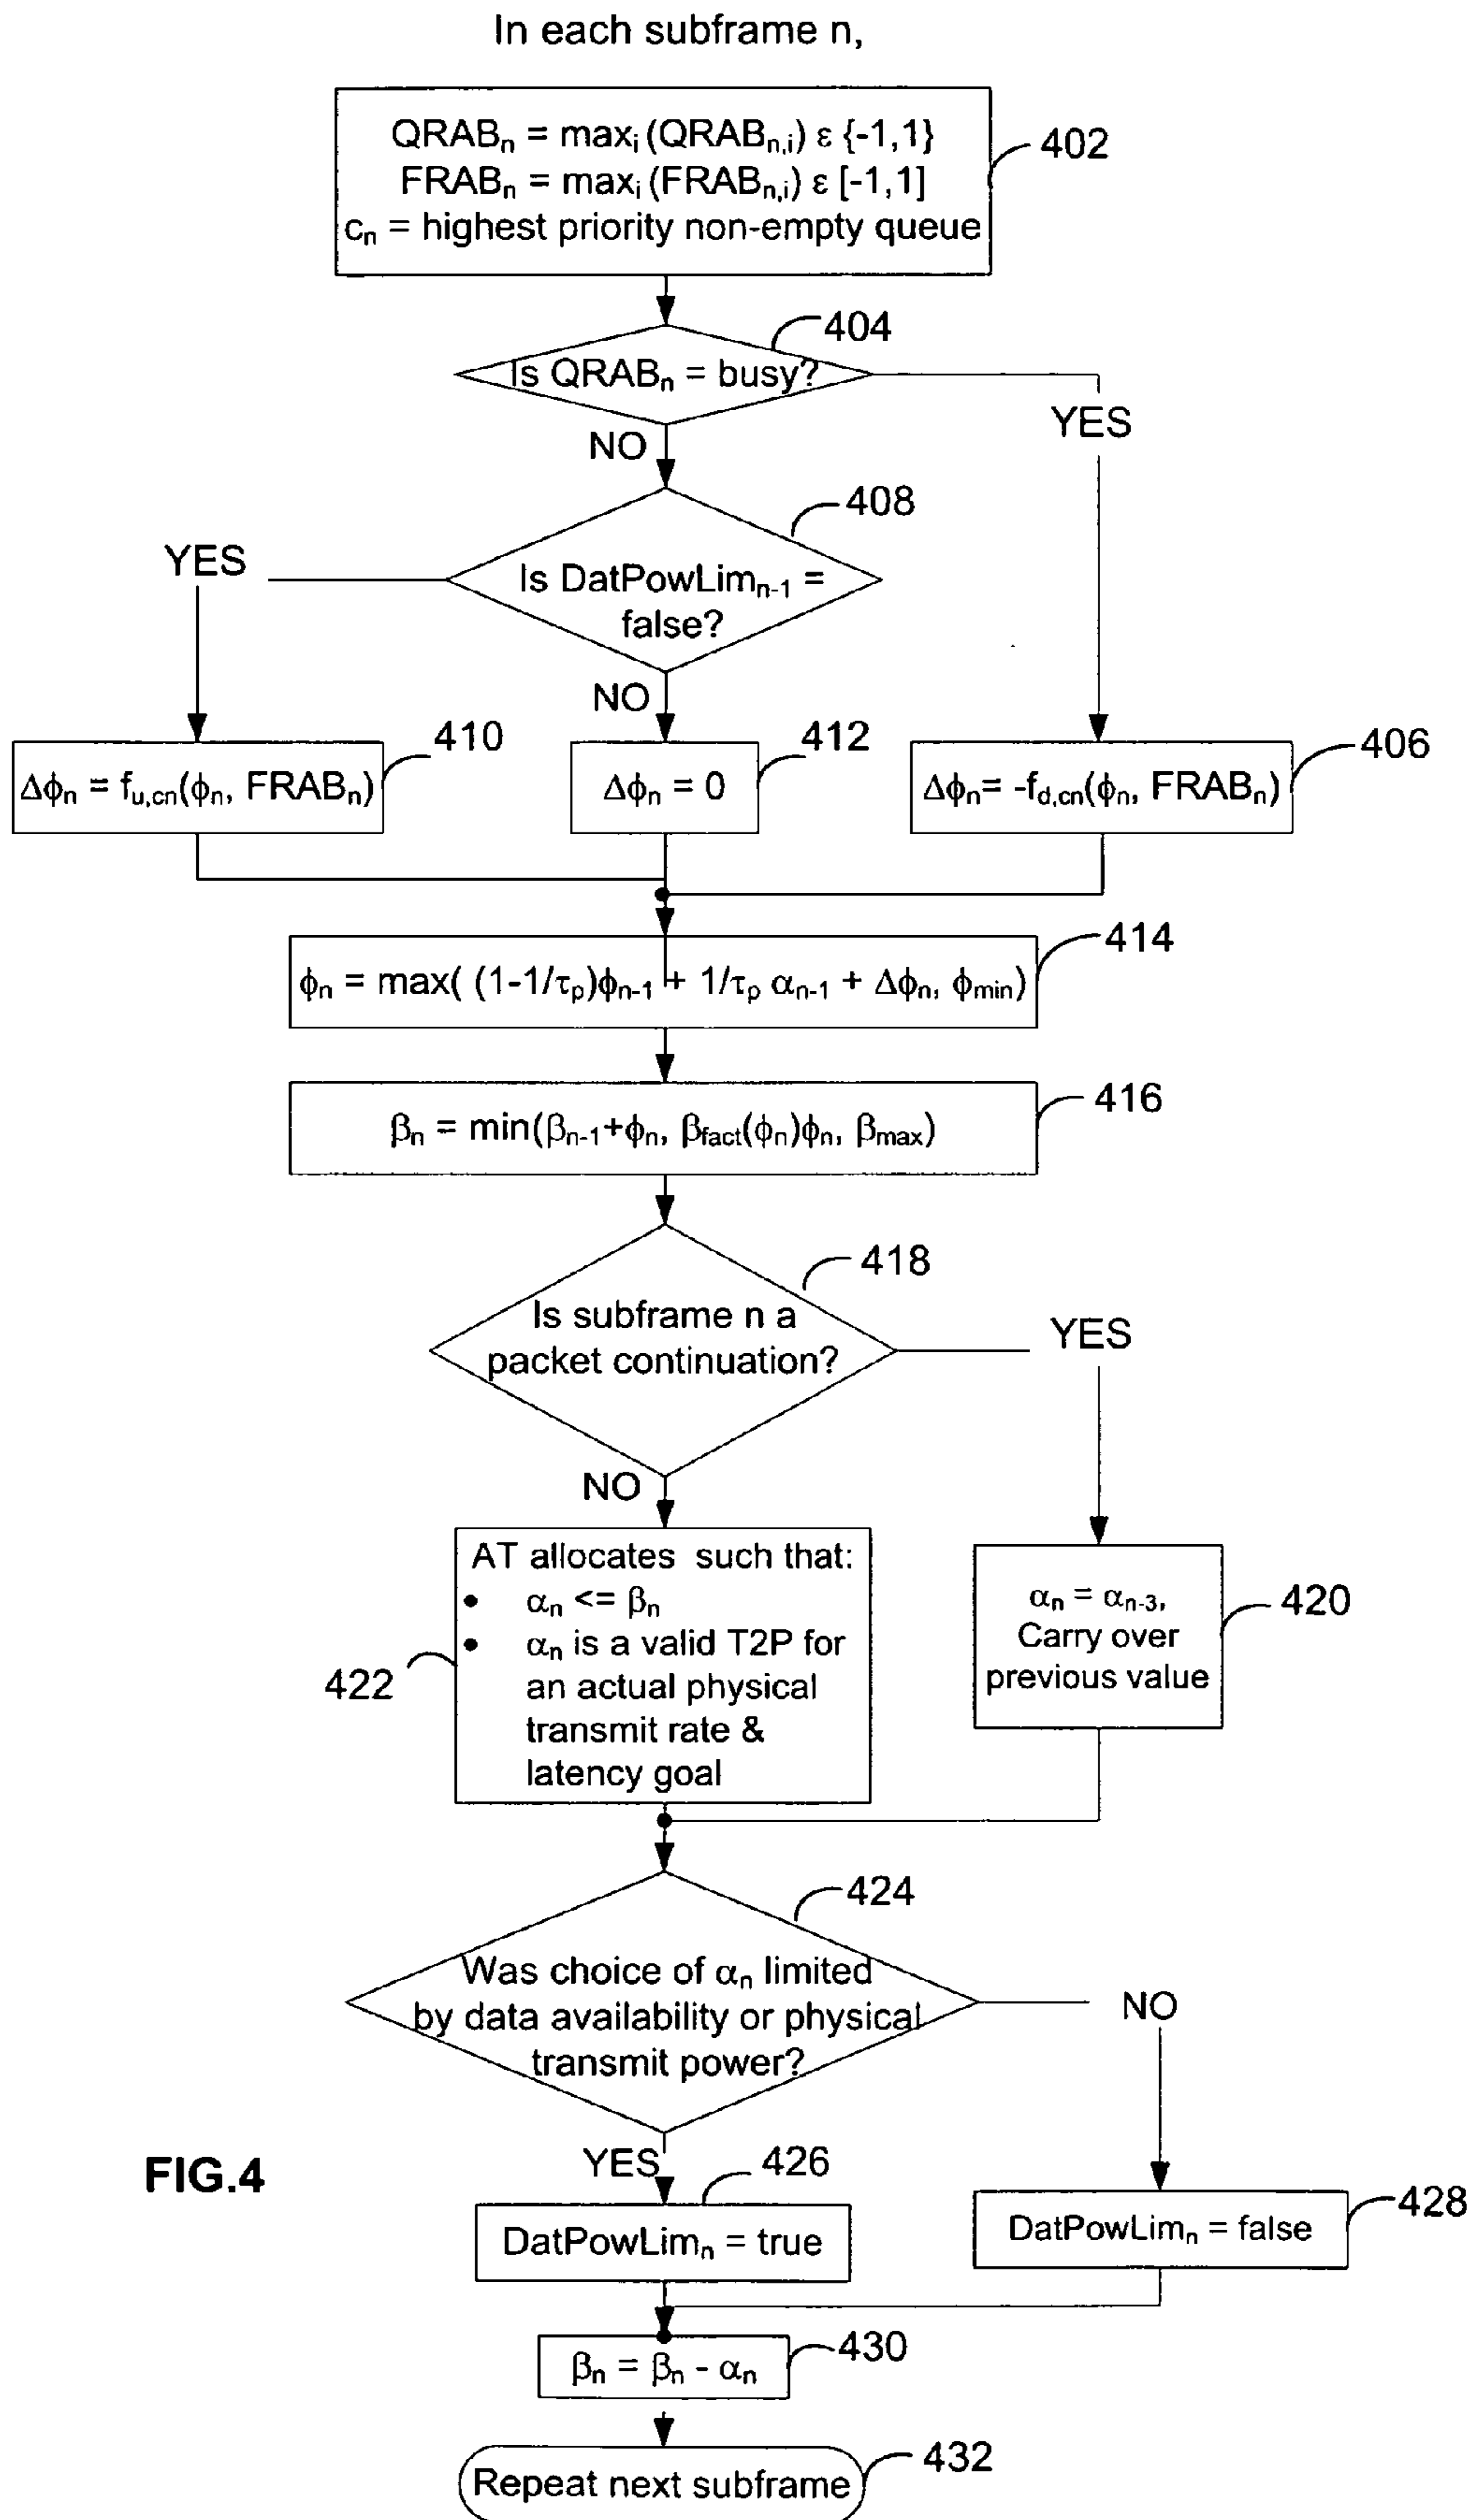 In each subframe n,
QRABₙ = maxᵢ (QRABₙ,ᵢ) ε {-1,1}
FRABₙ = maxᵢ (FRABₙ,ᵢ) ε [-1,1]
cₙ = highest priority non-empty queue
402
404
Is QRABₙ = busy?
YES
NO
408
YES
Is DatPowLimₙ₋₁ =
false?
NO
410
412
406
Δϕₙ = f_u,cn(ϕₙ, FRABₙ)
Δϕₙ = 0
Δϕₙ= -f_d,cn(ϕₙ, FRABₙ)
414
ϕₙ = max( (1-1/τₚ)ϕₙ₋₁ + 1/τₚ αₙ₋₁ + Δϕₙ, ϕ_min)
416
βₙ = min(βₙ₋₁+ϕₙ, β_fact(ϕₙ)ϕₙ, β_max)
418
Is subframe n a
packet continuation?
YES
NO
AT allocates such that:
• αₙ <= βₙ
• αₙ is a valid T2P for
an actual physical
transmit rate &
latency goal
422
αₙ = αₙ₋₃,
Carry over
previous value
420
424
Was choice of αₙ limited
by data availability or physical
transmit power?
NO
YES
426
FIG.4
DatPowLimₙ = true
428
DatPowLimₙ = false
430
βₙ = βₙ - αₙ
432
Repeat next subframe